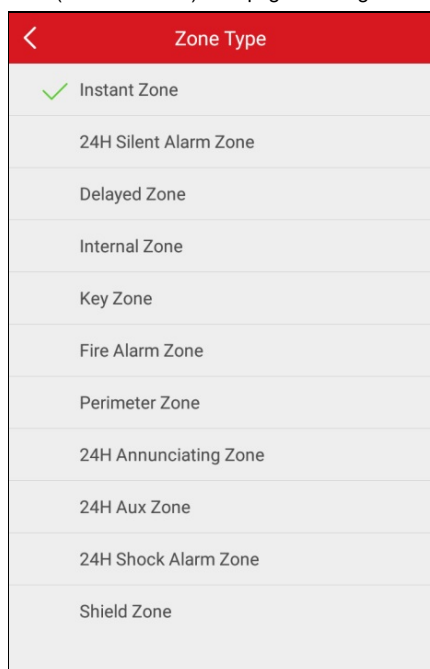 Zone Type
Instant Zone
24H Silent Alarm Zone
Delayed Zone
Internal Zone
Key Zone
Fire Alarm Zone
Perimeter Zone
24H Annunciating Zone
24H Aux Zone
24H Shock Alarm Zone
Shield Zone